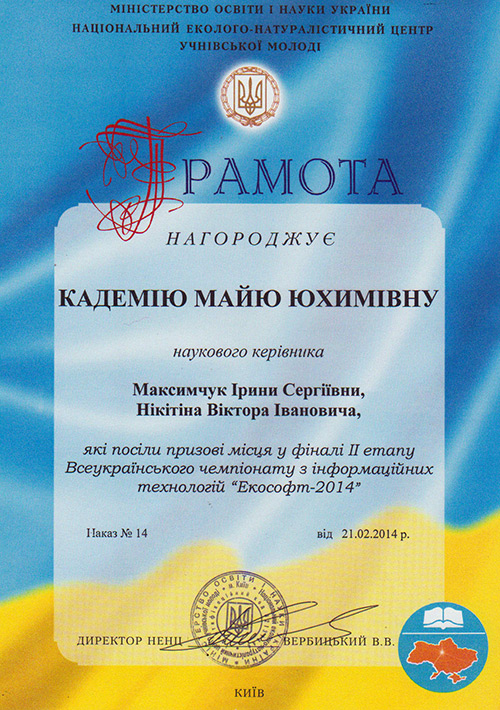 МІНІСТЕРСТВО ОСВІТИ І НАУКИ УКРАЇНИ
НАЦІОНАЛЬНИЙ ЕКОЛОГО-НАТУРАЛІСТИЧНИЙ ЦЕНТР
УЧНІВСЬКОЇ МОЛОДІ
ГРАМОТА
НАГОРОДЖУЄ
КАДЕМІЮ МАЙЮ ЮХИМІВНУ
наукового керівника
Максимчук Ірини Сергіївни,
Нікітіна Віктора Івановича,
які посіли призові місця у фіналі ІІ етапу
Всеукраїнського чемпіонату з інформаційних
технологій “Екософт-2014”
Наказ № 14 від 21.02.2014 р.
ДИРЕКТОР НЕНЦ ВЕРБИЦЬКИЙ В.В.
КИЇВ